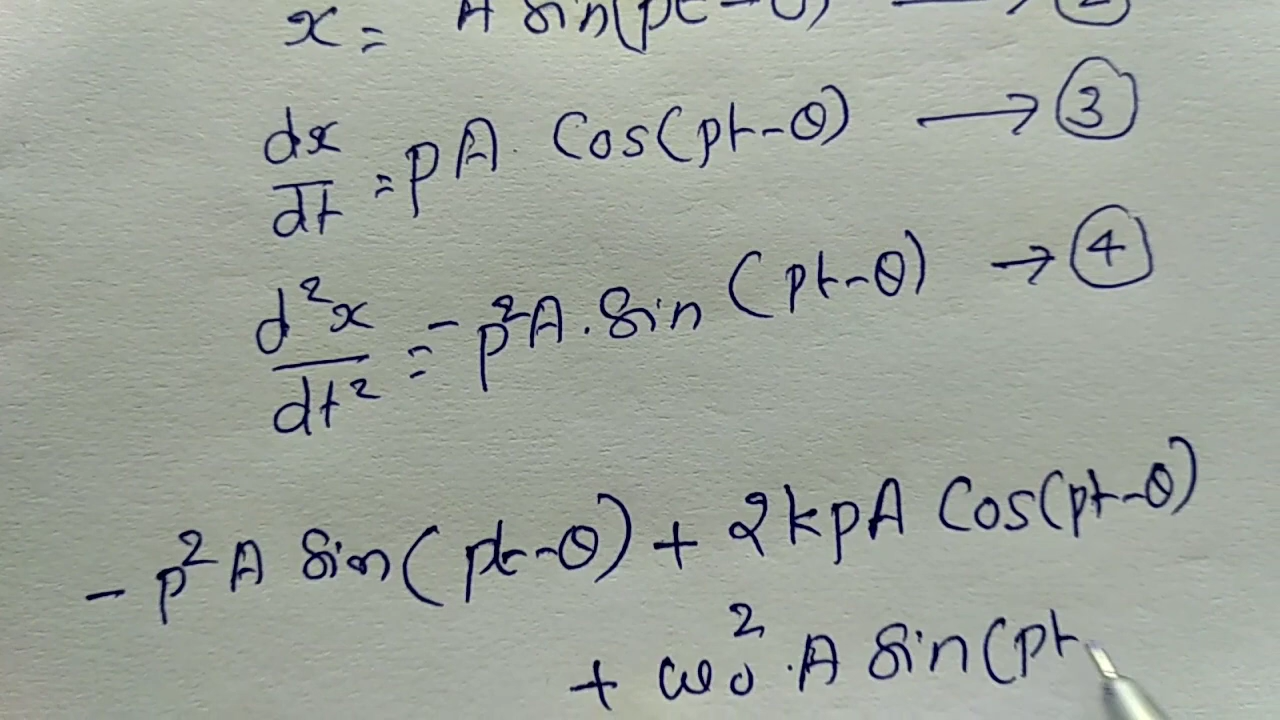 x = A Sin(pt-θ) → ②
dx/dt = pA. Cos(pt-θ) → ③
d²x/dt² = -p²A. Sin(pt-θ) → ④
- p²A Sin(pt-θ) + 2kpA Cos(pt-θ)
+ ω₀². A Sin(pt